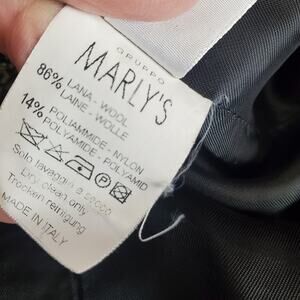 GRUPPO
MARLY'S
86% LANA - WOOL
LAINE - WOLLE
14% POLIAMMIDE - NYLON
POLYAMIDE - POLYAMID
Solo lavaggio a secco
Dry clean only
Trocken reinigung
MADE IN ITALY